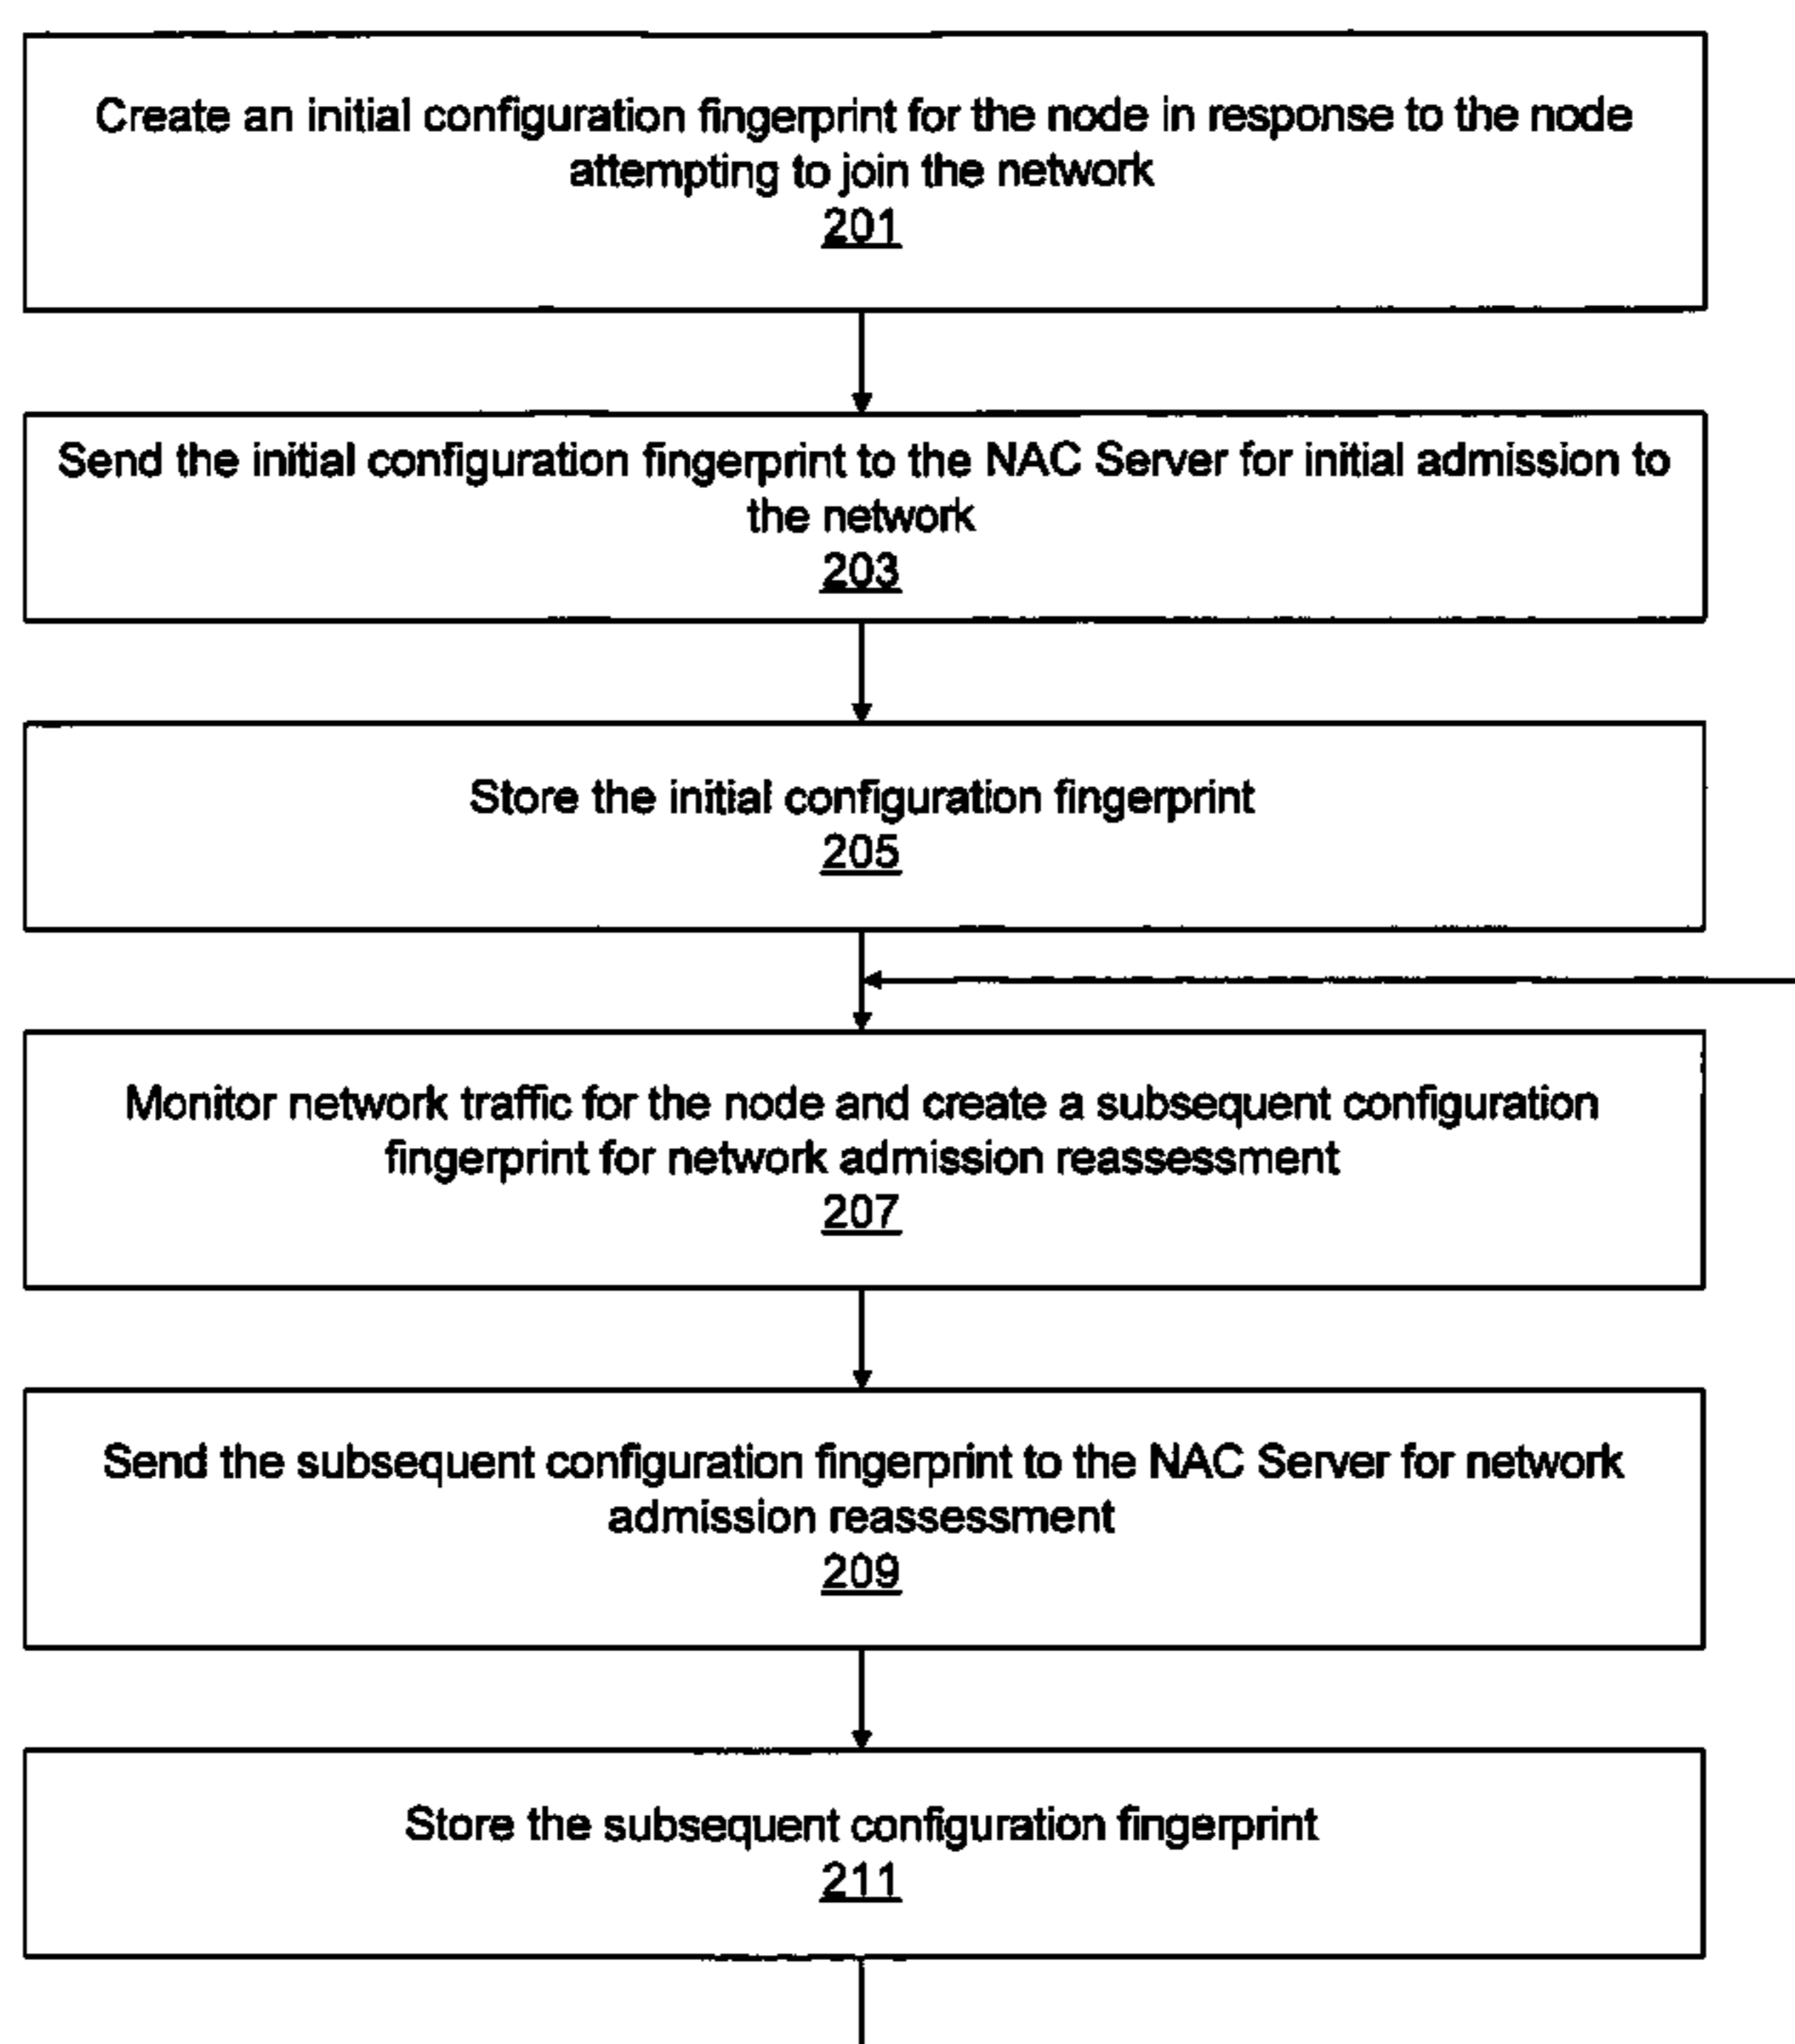 Create an initial configuration fingerprint for the node in response to the node
attempting to join the network
201
Send the initial configuration fingerprint to the NAC Server for initial admission to
the network
203
Store the initial configuration fingerprint
205
Monitor network traffic for the node and create a subsequent configuration
fingerprint for network admission reassessment
207
Send the subsequent configuration fingerprint to the NAC Server for network
admission reassessment
209
Store the subsequent configuration fingerprint
211